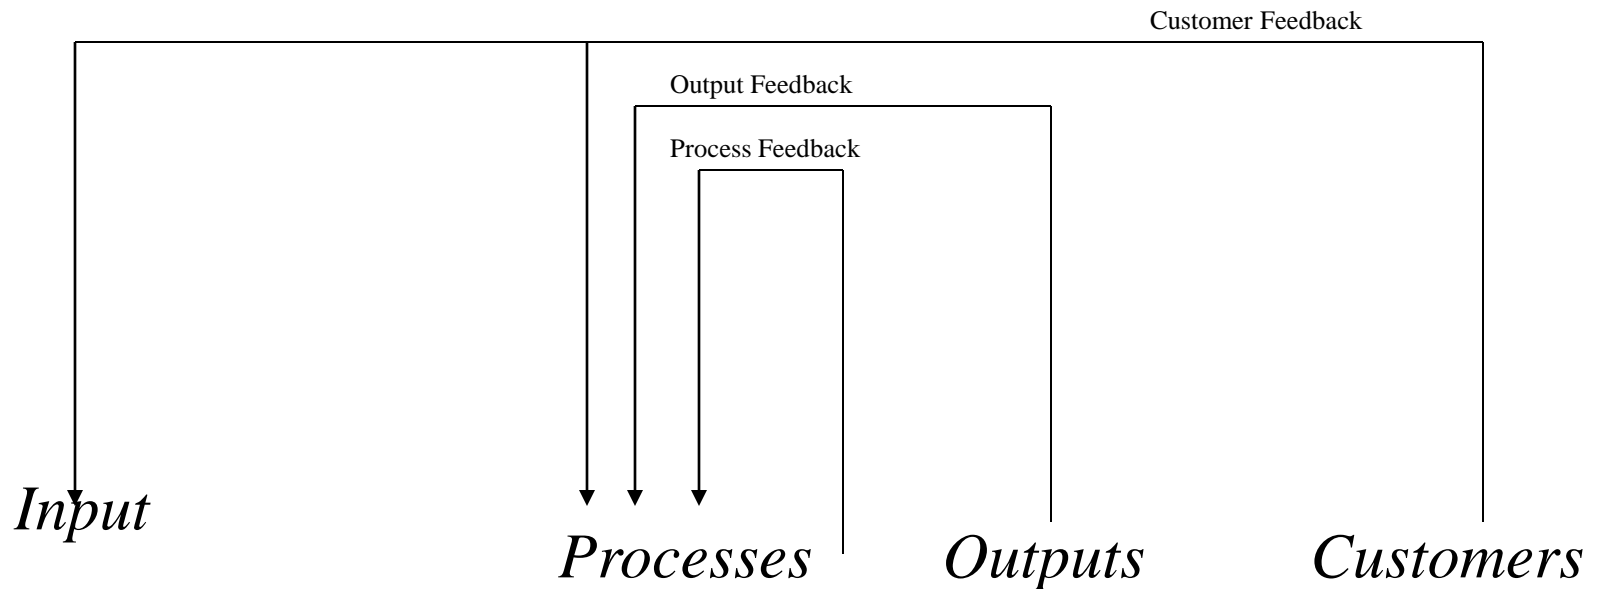 Customer Feedback
Output Feedback
Process Feedback
Input
Processes
Outputs
Customers